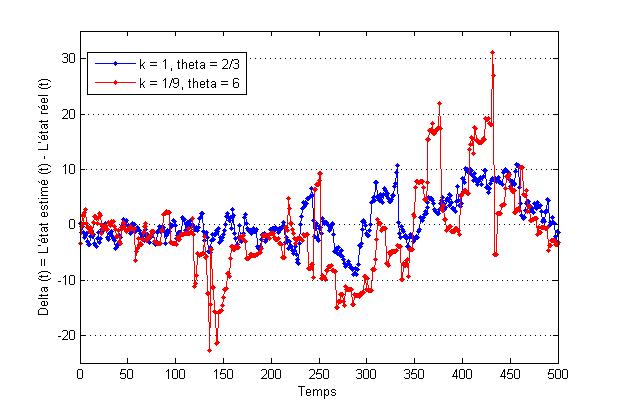 k = 1, theta = 2/3
k = 1/9, theta = 6
Delta (t) = L'état estimé (t) - L'état réel (t)
30
20
10
0
-10
-20
0 50 100 150 200 250 300 350 400 450 500
Temps